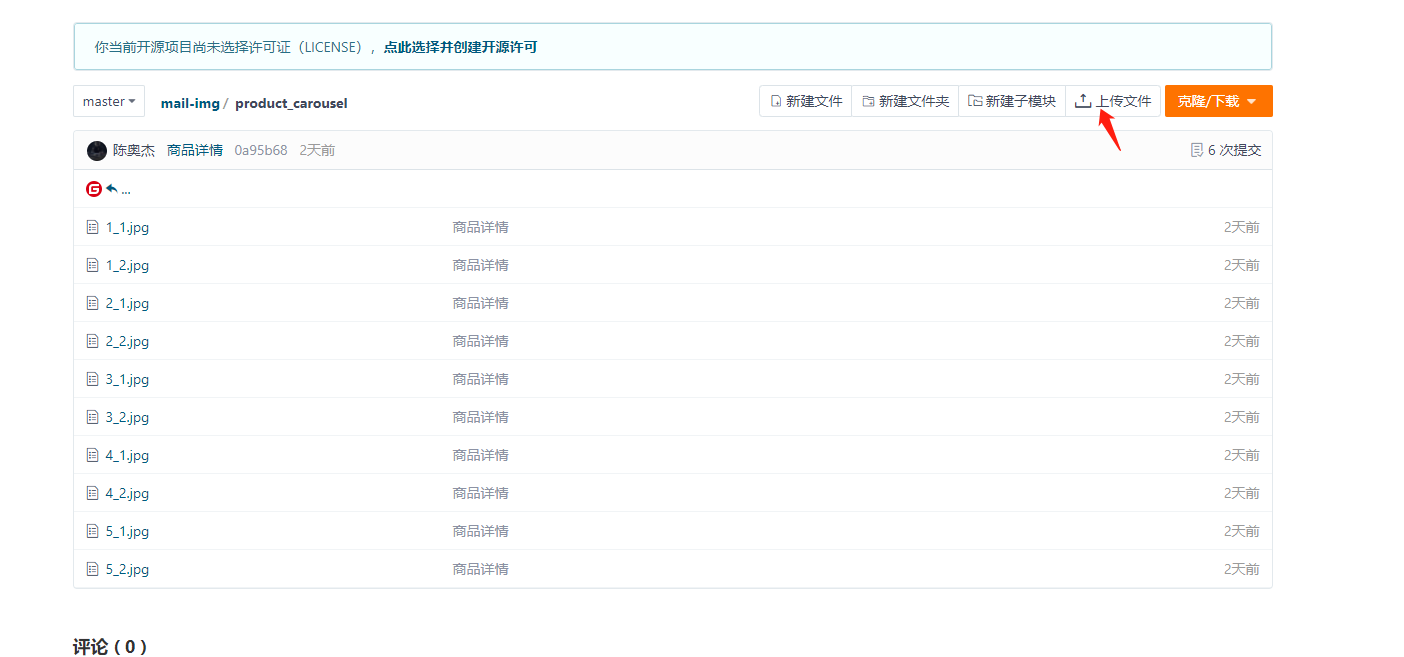 你当前开源项目尚未选择许可证（LICENSE），点此选择并创建开源许可
master mail-img / product_carousel 新建文件 新建文件夹 新建子模块 上传文件 克隆/下载
陈奥杰 商品详情 0a95b68 2天前 6 次提交
G ...
1_1.jpg 商品详情 2天前
1_2.jpg 商品详情 2天前
2_1.jpg 商品详情 2天前
2_2.jpg 商品详情 2天前
3_1.jpg 商品详情 2天前
3_2.jpg 商品详情 2天前
4_1.jpg 商品详情 2天前
4_2.jpg 商品详情 2天前
5_1.jpg 商品详情 2天前
5_2.jpg 商品详情 2天前
评论 ( 0 )